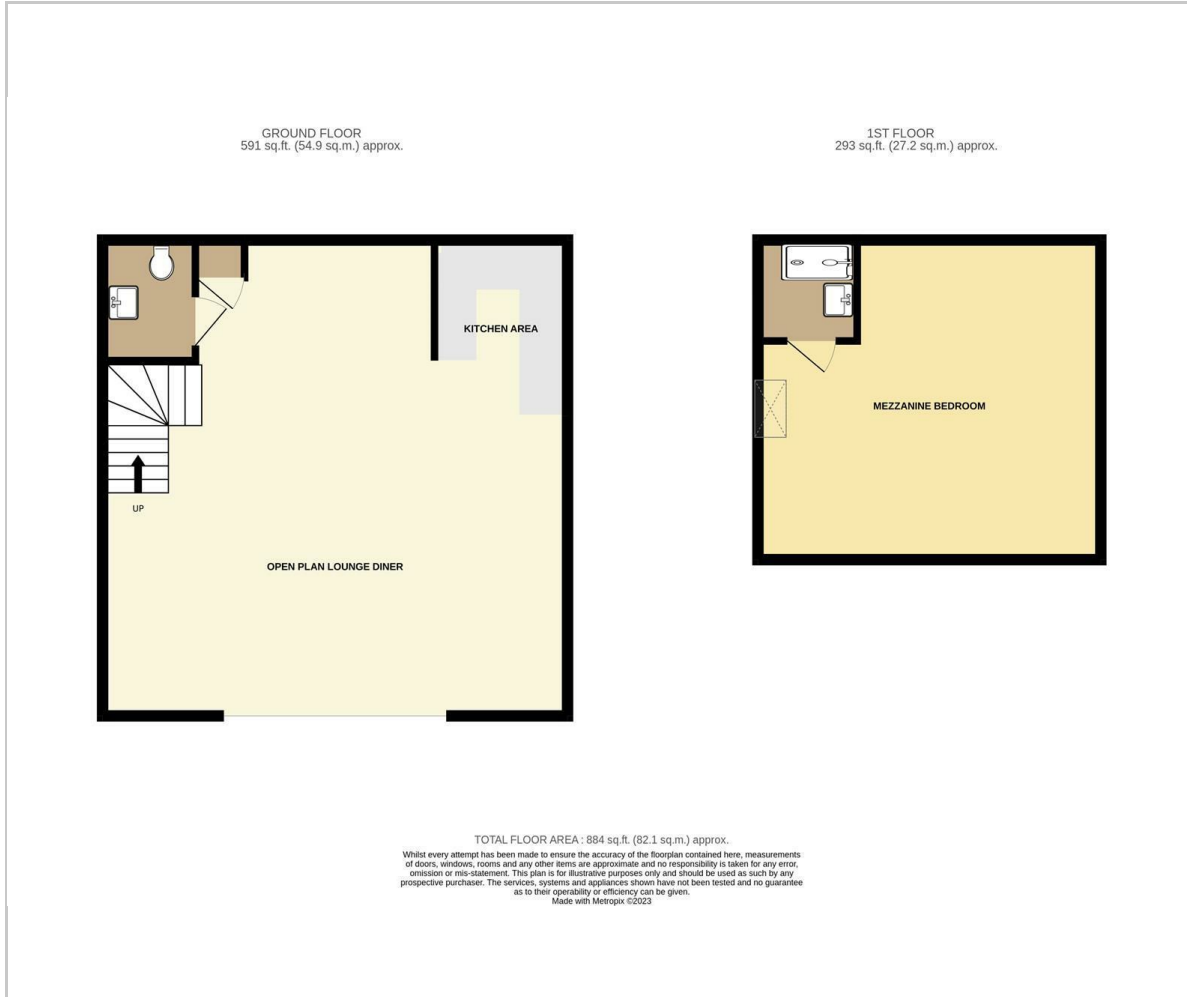 GROUND FLOOR
591 sq.ft. (54.9 sq.m.) approx.
1ST FLOOR
293 sq.ft. (27.2 sq.m.) approx.
KITCHEN AREA
UP
OPEN PLAN LOUNGE DINER
MEZZANINE BEDROOM
TOTAL FLOOR AREA : 884 sq.ft. (82.1 sq.m.) approx.
Whilst every attempt has been made to ensure the accuracy of the floorplan contained here, measurements
of doors, windows, rooms and any other items are approximate and no responsibility is taken for any error,
omission or mis-statement. This plan is for illustrative purposes only and should be used as such by any
prospective purchaser. The services, systems and appliances shown have not been tested and no guarantee
as to their operability or efficiency can be given.
Made with Metropix ©2023